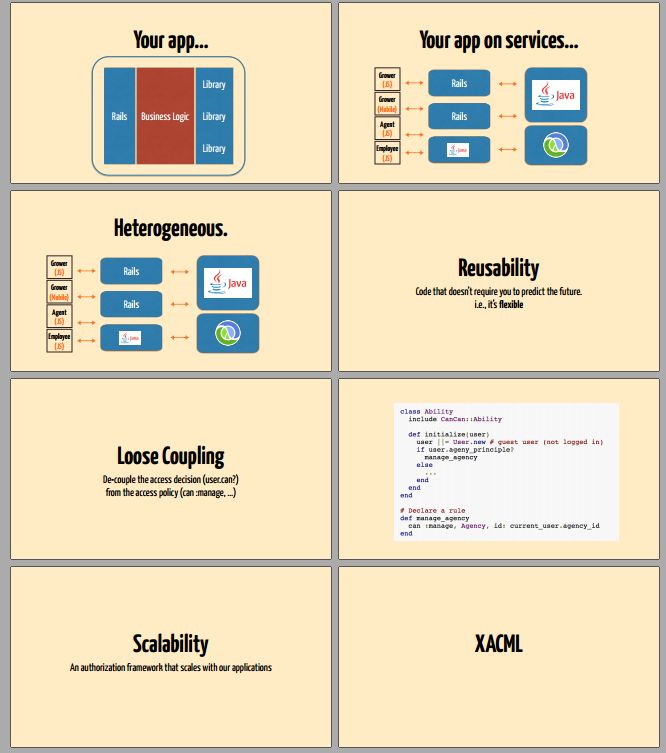 Your app...
Rails
Business Logic
Library
Library
Library
Your app on services...
Grower
(JS)
Grower
(Mobile)
Agent
(JS)
Employee
(JS)
Rails
Rails
Java
Java
Heterogeneous.
Grower
(JS)
Grower
(Mobile)
Agent
(JS)
Employee
(JS)
Rails
Rails
Java
Java
Reusability
Code that doesn't require you to predict the future.
i.e., it's flexible
Loose Coupling
De-couple the access decision (user.can?)
from the access policy (can :manage, ...)
class Ability
include CanCan::Ability
def initialize(user)
user ||= User.new # guest user (not logged in)
if user.ageny_principle?
manage_agency
else
...
end
end
end
# Declare a rule
def manage_agency
can :manage, Agency, id: current_user.agency_id
end
Scalability
An authorization framework that scales with our applications
XACML